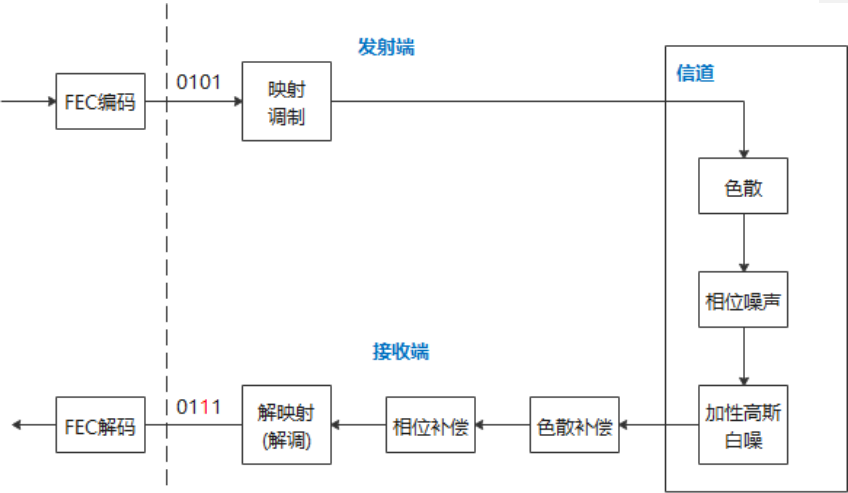 发射端
信道
FEC编码
0101
映射
调制
色散
相位噪声
接收端
FEC解码
0111
解映射
(解调)
相位补偿
色散补偿
加性高斯
白噪